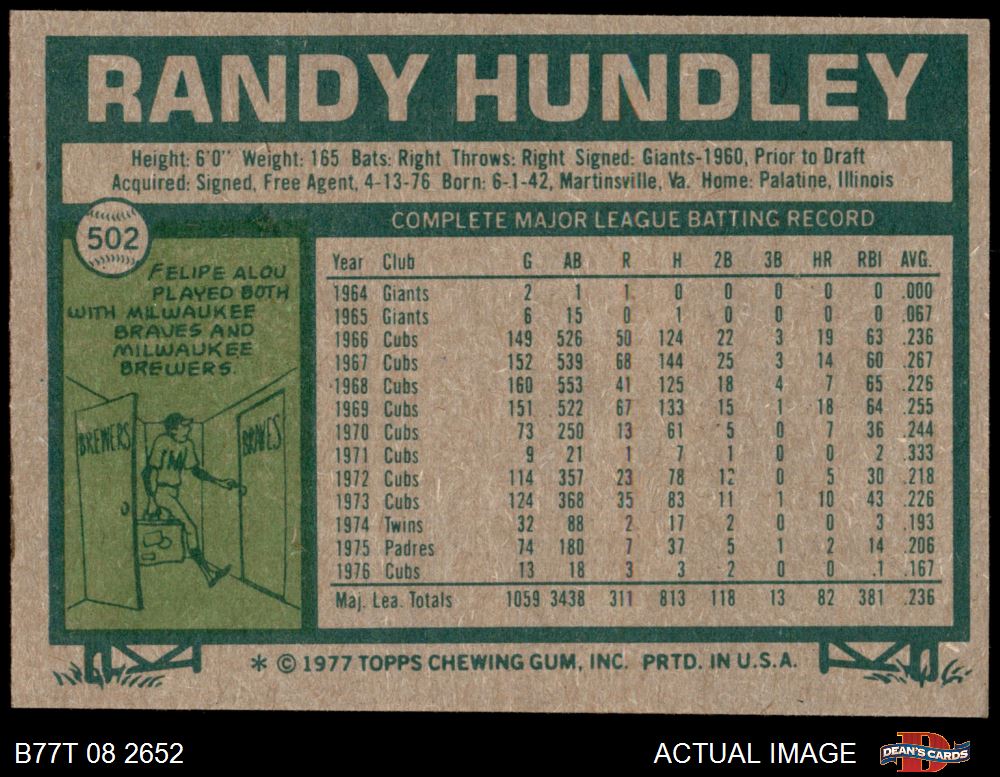 RANDY HUNDLEY
Height: 6'0" Weight: 165 Bats: Right Throws: Right Signed: Giants-1960, Prior to Draft
Acquired: Signed, Free Agent, 4-13-76 Born: 6-1-42, Martinsville, Va. Home: Palatine, Illinois
502
FELIPE ALOU
PLAYED BOTH
WITH MILWAUKEE
BRAVES AND
MILWAUKEE
BREWERS.
BREWERS
BRAVES
M
COMPLETE MAJOR LEAGUE BATTING RECORD
Year Club G AB R H 2B 3B HR RBI AVG.
1964 Giants 2 1 1 0 0 0 0 0 .000
1965 Giants 6 15 0 1 0 0 0 0 .067
1966 Cubs 149 526 50 124 22 3 19 63 .236
1967 Cubs 152 539 68 144 25 3 14 60 .267
1968 Cubs 160 553 41 125 18 4 7 65 .226
1969 Cubs 151 522 67 133 15 1 18 64 .255
1970 Cubs 73 250 13 61 5 0 7 36 .244
1971 Cubs 9 21 1 7 1 0 0 2 .333
1972 Cubs 114 357 23 78 12 0 5 30 .218
1973 Cubs 124 368 35 83 11 1 10 43 .226
1974 Twins 32 88 2 17 2 0 0 3 .193
1975 Padres 74 180 7 37 5 1 2 14 .206
1976 Cubs 13 18 3 3 2 0 0 .1 .167
Maj. Lea. Totals 1059 3438 311 813 118 13 82 381 .236
* © 1977 TOPPS CHEWING GUM, INC. PRTD. IN U.S.A.
B77T 08 2652
ACTUAL IMAGE
D
DEAN'S CARDS